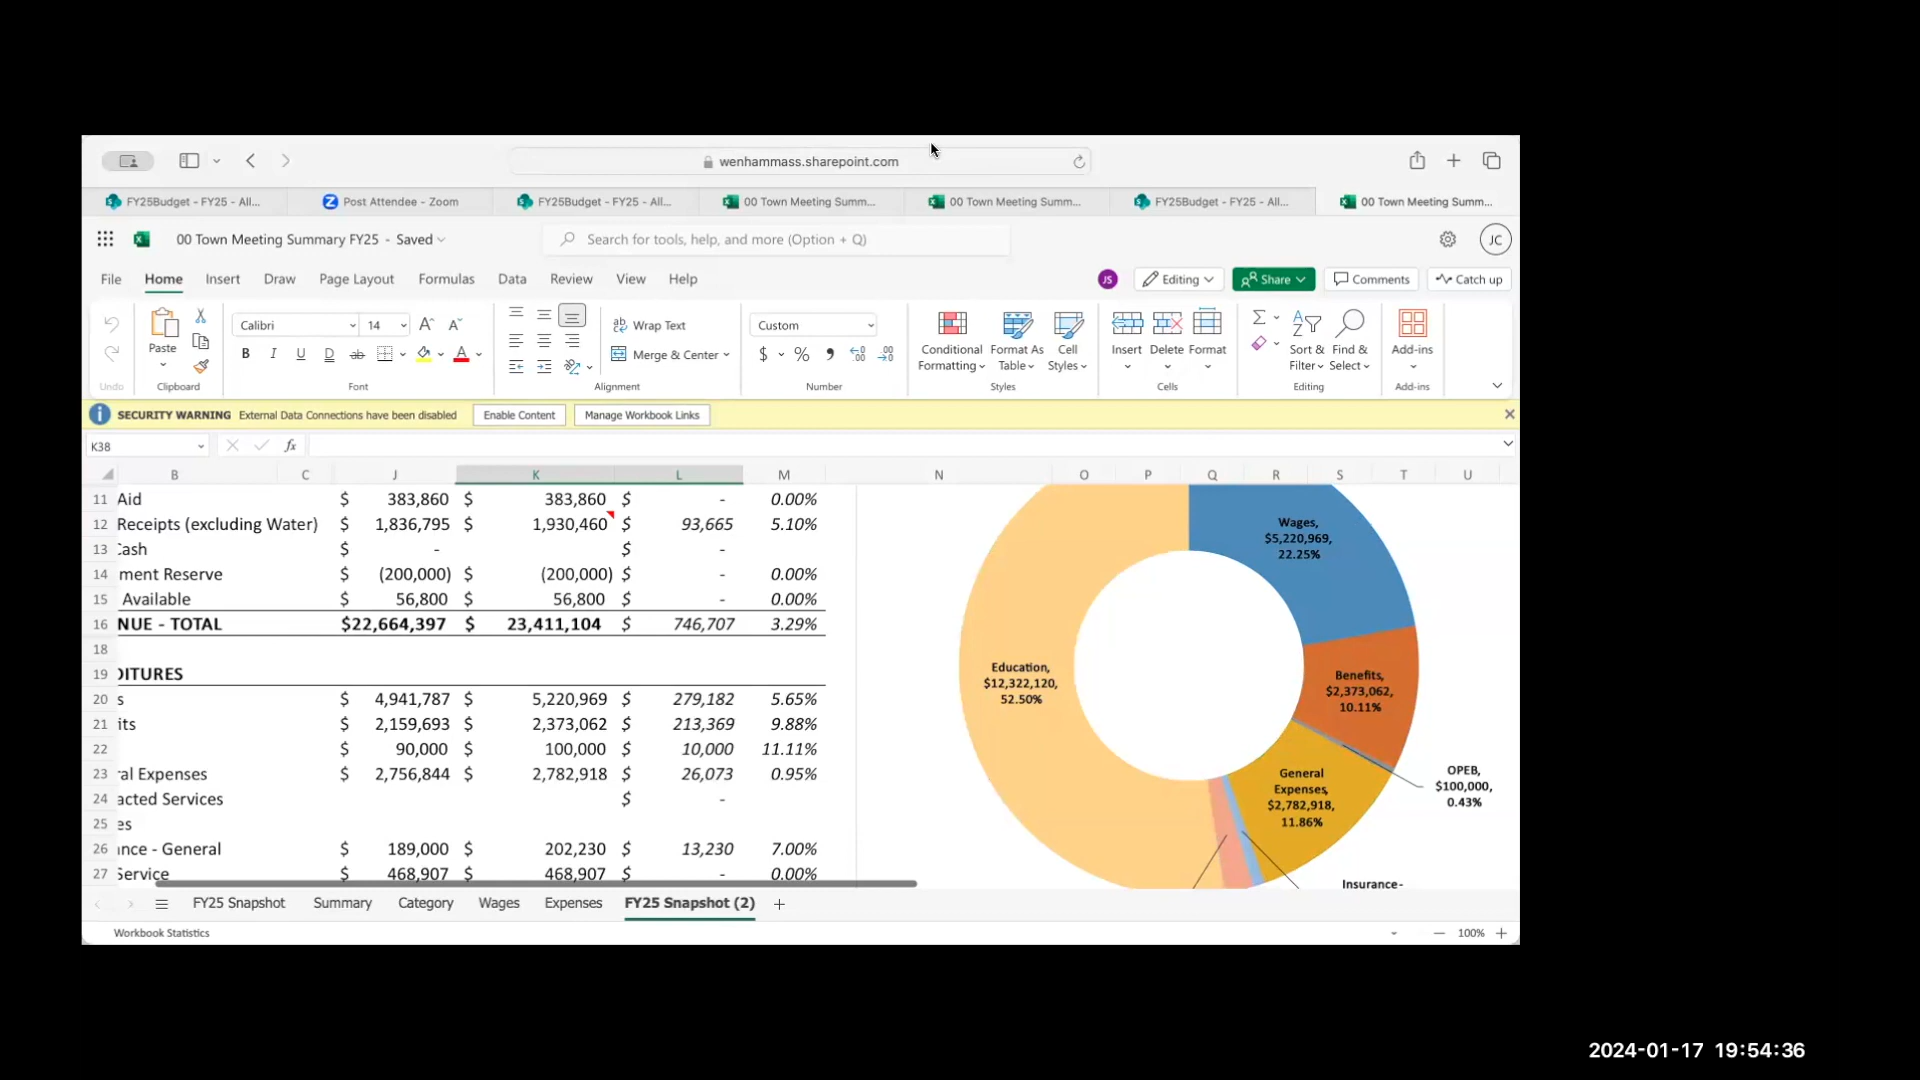 wenhammass.sharepoint.com
FY25Budget - FY25 - All... Post Attendee - Zoom FY25Budget - FY25 - All... 00 Town Meeting Summ... 00 Town Meeting Summ... FY25Budget - FY25 - All... 00 Town Meeting Summ...
00 Town Meeting Summary FY25 - Saved Search for tools, help, and more (Option + Q) JC
File Home Insert Draw Page Layout Formulas Data Review View Help JS Editing Share Comments Catch up
Calibri 14 Wrap Text Custom
Paste B I U D ab A Merge & Center $ % Conditional Formatting Format As Table Cell Styles Insert Delete Format Sort & Filter Find & Select Add-ins
Undo Clipboard Font Alignment Number Styles Cells Editing Add-ins
SECURITY WARNING External Data Connections have been disabled Enable Content Manage Workbook Links
K38 fx
B C J K L M N O P Q R S T U
11 Aid $ 383,860 $ 383,860 $ - 0.00%
12 Receipts (excluding Water) $ 1,836,795 $ 1,930,460 $ 93,665 5.10%
13 Cash $ - $ -
14 ment Reserve $ (200,000) $ (200,000) $ - 0.00%
15 Available $ 56,800 $ 56,800 $ - 0.00%
16 NUE - TOTAL $22,664,397 $ 23,411,104 $ 746,707 3.29%
18
19 DITURES
20 s $ 4,941,787 $ 5,220,969 $ 279,182 5.65%
21 its $ 2,159,693 $ 2,373,062 $ 213,369 9.88%
22 $ 90,000 $ 100,000 $ 10,000 11.11%
23 ral Expenses $ 2,756,844 $ 2,782,918 $ 26,073 0.95%
24 acted Services $ -
25 es
26 ance - General $ 189,000 $ 202,230 $ 13,230 7.00%
27 Service $ 468,907 $ 468,907 $ - 0.00%
Wages,
$5,220,969,
22.25%
Education,
$12,322,120,
52.50%
Benefits,
$2,373,062,
10.11%
General
Expenses,
$2,782,918,
11.86%
OPEB,
$100,000,
0.43%
Insurance-
FY25 Snapshot Summary Category Wages Expenses FY25 Snapshot (2)
Workbook Statistics 100%
2024-01-17 19:54:36